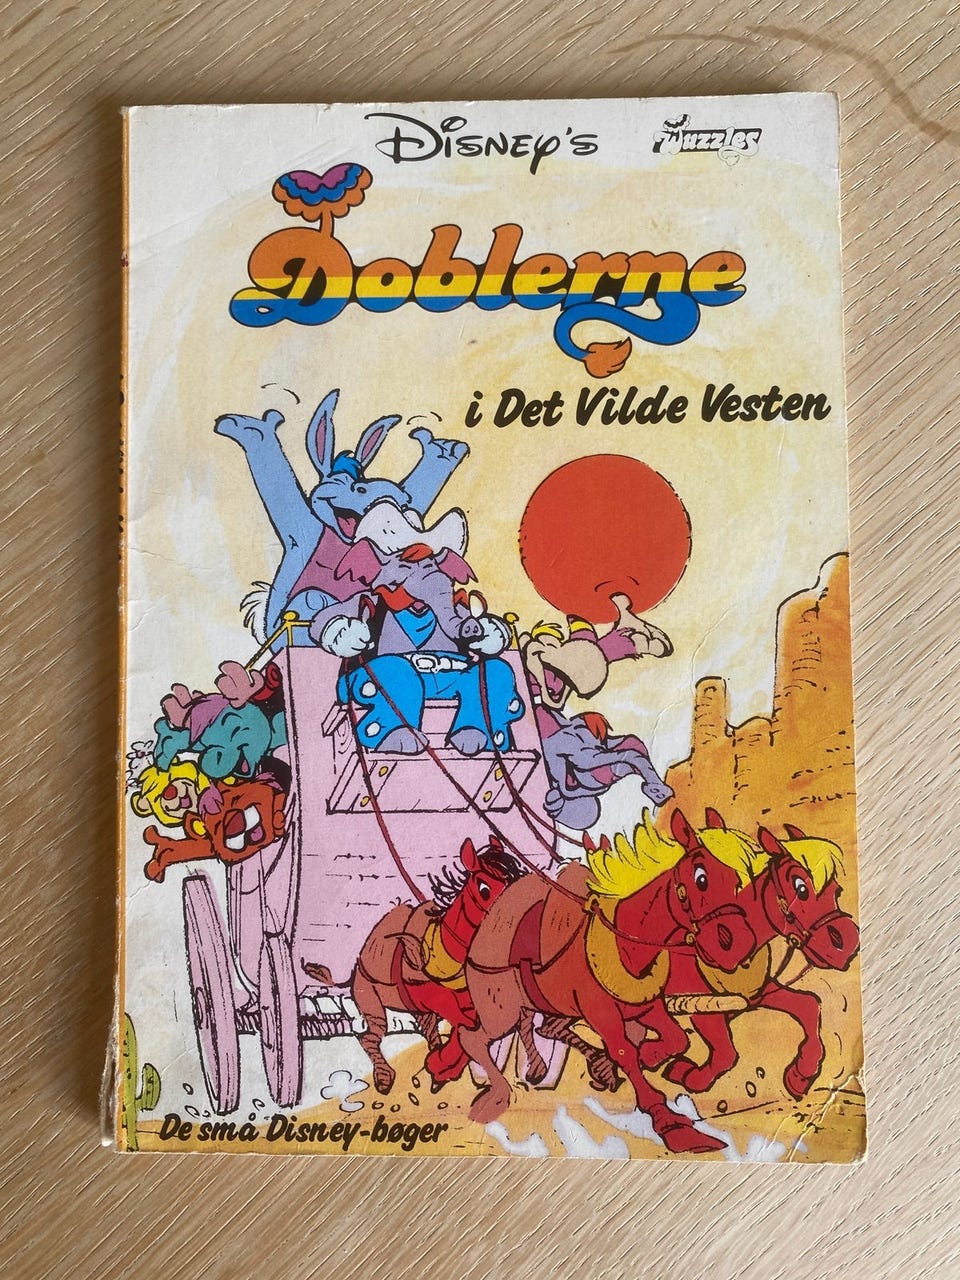 Disney's
Wuzzles
Doblerne
i Det Vilde Vesten
De små Disney-bøger